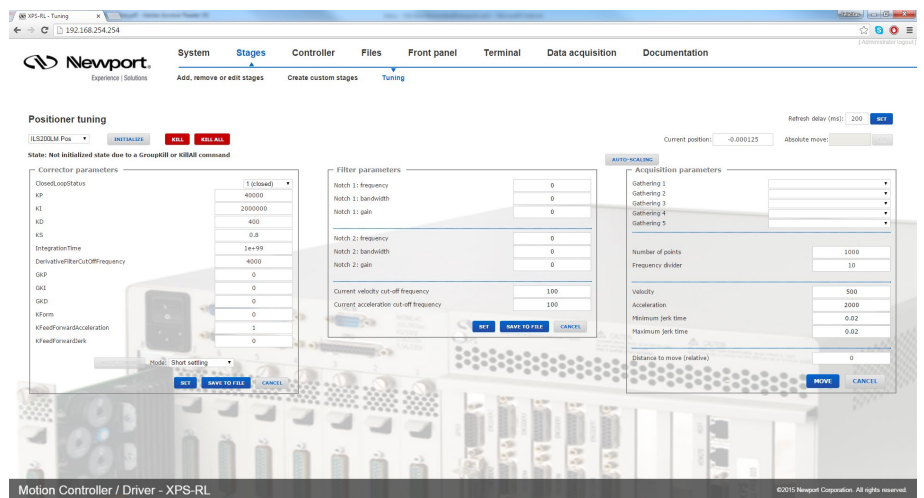 XPS-RL - Tuning
192.168.254.254
[ Administrator logout ]
Newport.
Experience | Solutions
System Stages Controller Files Front panel Terminal Data acquisition Documentation
Add, remove or edit stages Create custom stages Tuning
Positioner tuning
Refresh delay (ms): 200 SET
ILS200LM.Pos INITIALIZE KILL KILL ALL
Current position: -0.000125 Absolute move:
State: Not initialized state due to a GroupKill or KillAll command
AUTO-SCALING
Corrector parameters
ClosedLoopStatus 1 (closed)
KP 40000
KI 2000000
KD 400
KS 0.8
IntegrationTime 1e+99
DerivativeFilterCutOffFrequency 4000
GKP 0
GKI 0
GKD 0
KForm 0
KFeedForwardAcceleration 1
KFeedForwardJerk 0
Mode: Short settling
SET SAVE TO FILE CANCEL
Filter parameters
Notch 1: frequency 0
Notch 1: bandwidth 0
Notch 1: gain 0
Notch 2: frequency 0
Notch 2: bandwidth 0
Notch 2: gain 0
Current velocity cut-off frequency 100
Current acceleration cut-off frequency 100
SET SAVE TO FILE CANCEL
Acquisition parameters
Gathering 1
Gathering 2
Gathering 3
Gathering 4
Gathering 5
Number of points 1000
Frequency divider 10
Velocity 500
Acceleration 2000
Minimum jerk time 0.02
Maximum jerk time 0.02
Distance to move (relative) 0
MOVE CANCEL
Motion Controller / Driver - XPS-RL
©2015 Newport Corporation. All rights reserved.